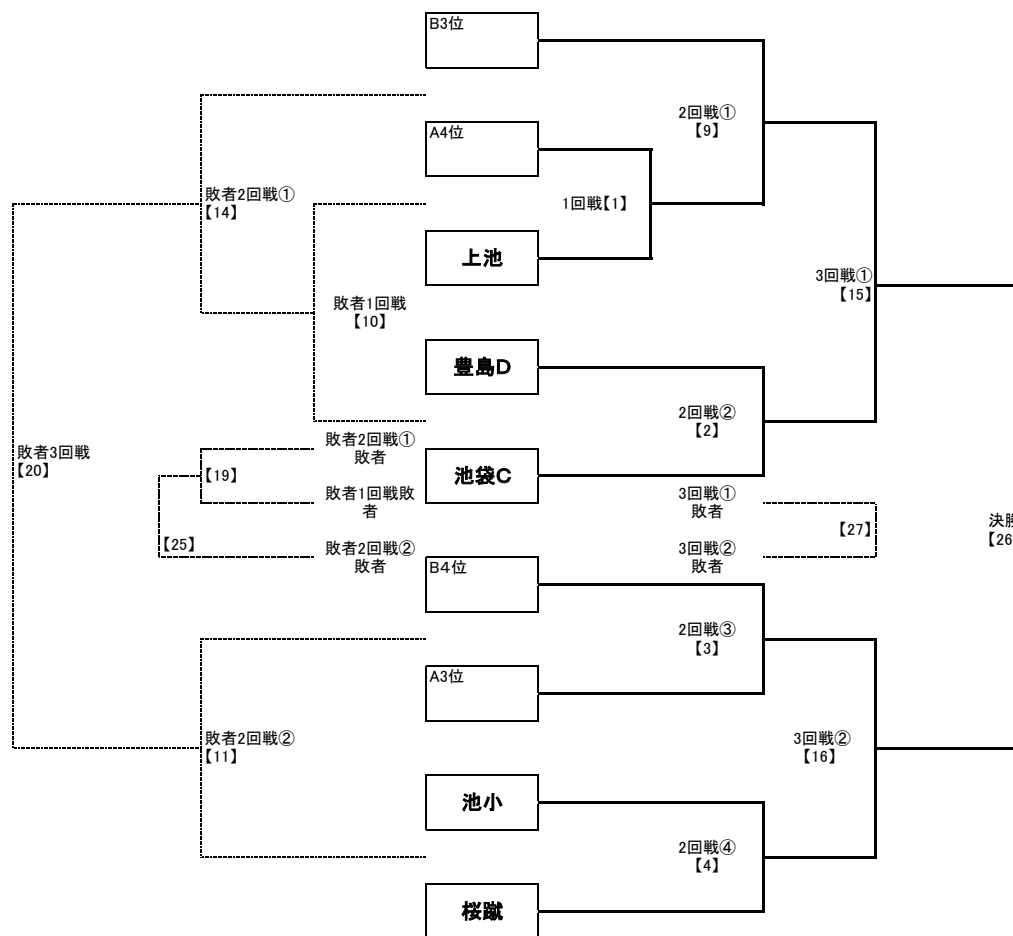 B3位
2回戦①
【9】
A4位
敗者2回戦①
【14】
1回戦【1】
上池
3回戦①
【15】
敗者1回戦
【10】
豊島D
2回戦②
【2】
敗者3回戦
【20】
敗者2回戦①
敗者
【19】
池袋C
敗者1回戦敗
者
3回戦①
敗者
【27】
決勝
【26
【25】
敗者2回戦②
敗者
3回戦②
敗者
B4位
2回戦③
【3】
A3位
敗者2回戦②
【11】
3回戦②
【16】
池小
2回戦④
【4】
桜蹴